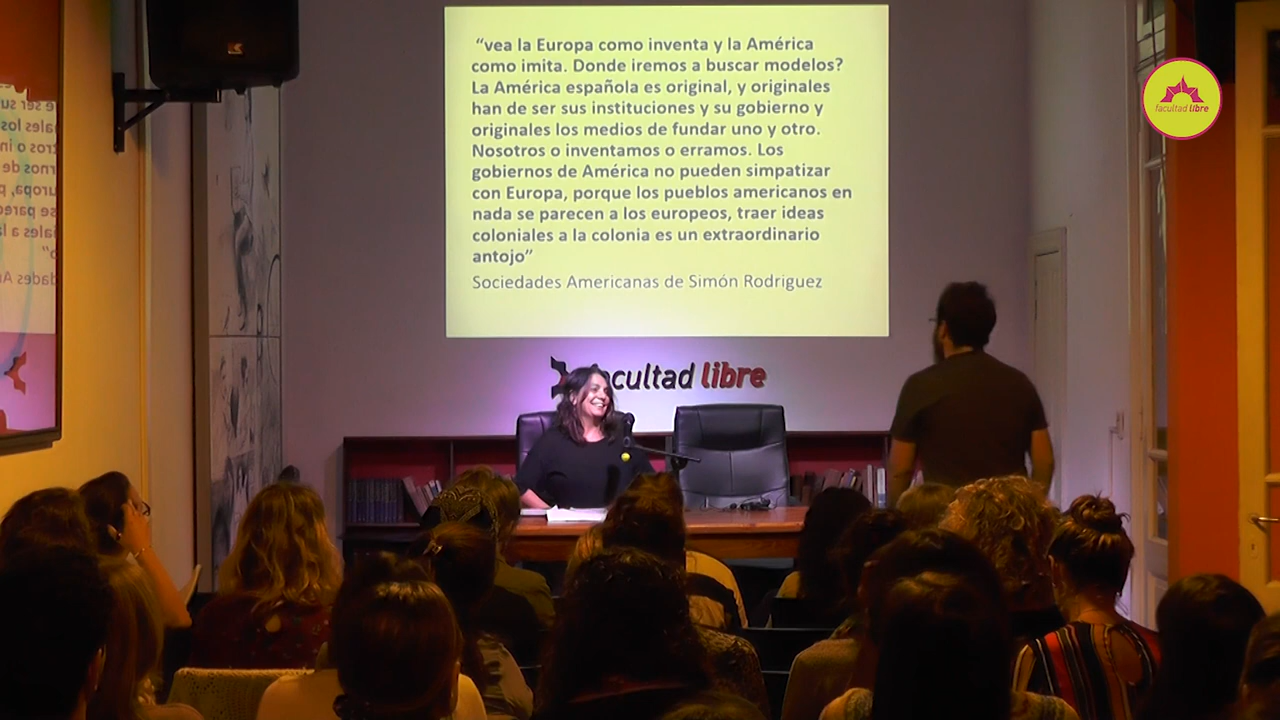 “vea la Europa como inventa y la América
como imita. Donde iremos a buscar modelos?
La América española es original, y originales
han de ser sus instituciones y su gobierno y
originales los medios de fundar uno y otro.
Nosotros o inventamos o erramos. Los
gobiernos de América no pueden simpatizar
con Europa, porque los pueblos americanos en
nada se parecen a los europeos, traer ideas
coloniales a la colonia es un extraordinario
antojo”
Sociedades Americanas de Simón Rodriguez
facultad libre
cultad libre